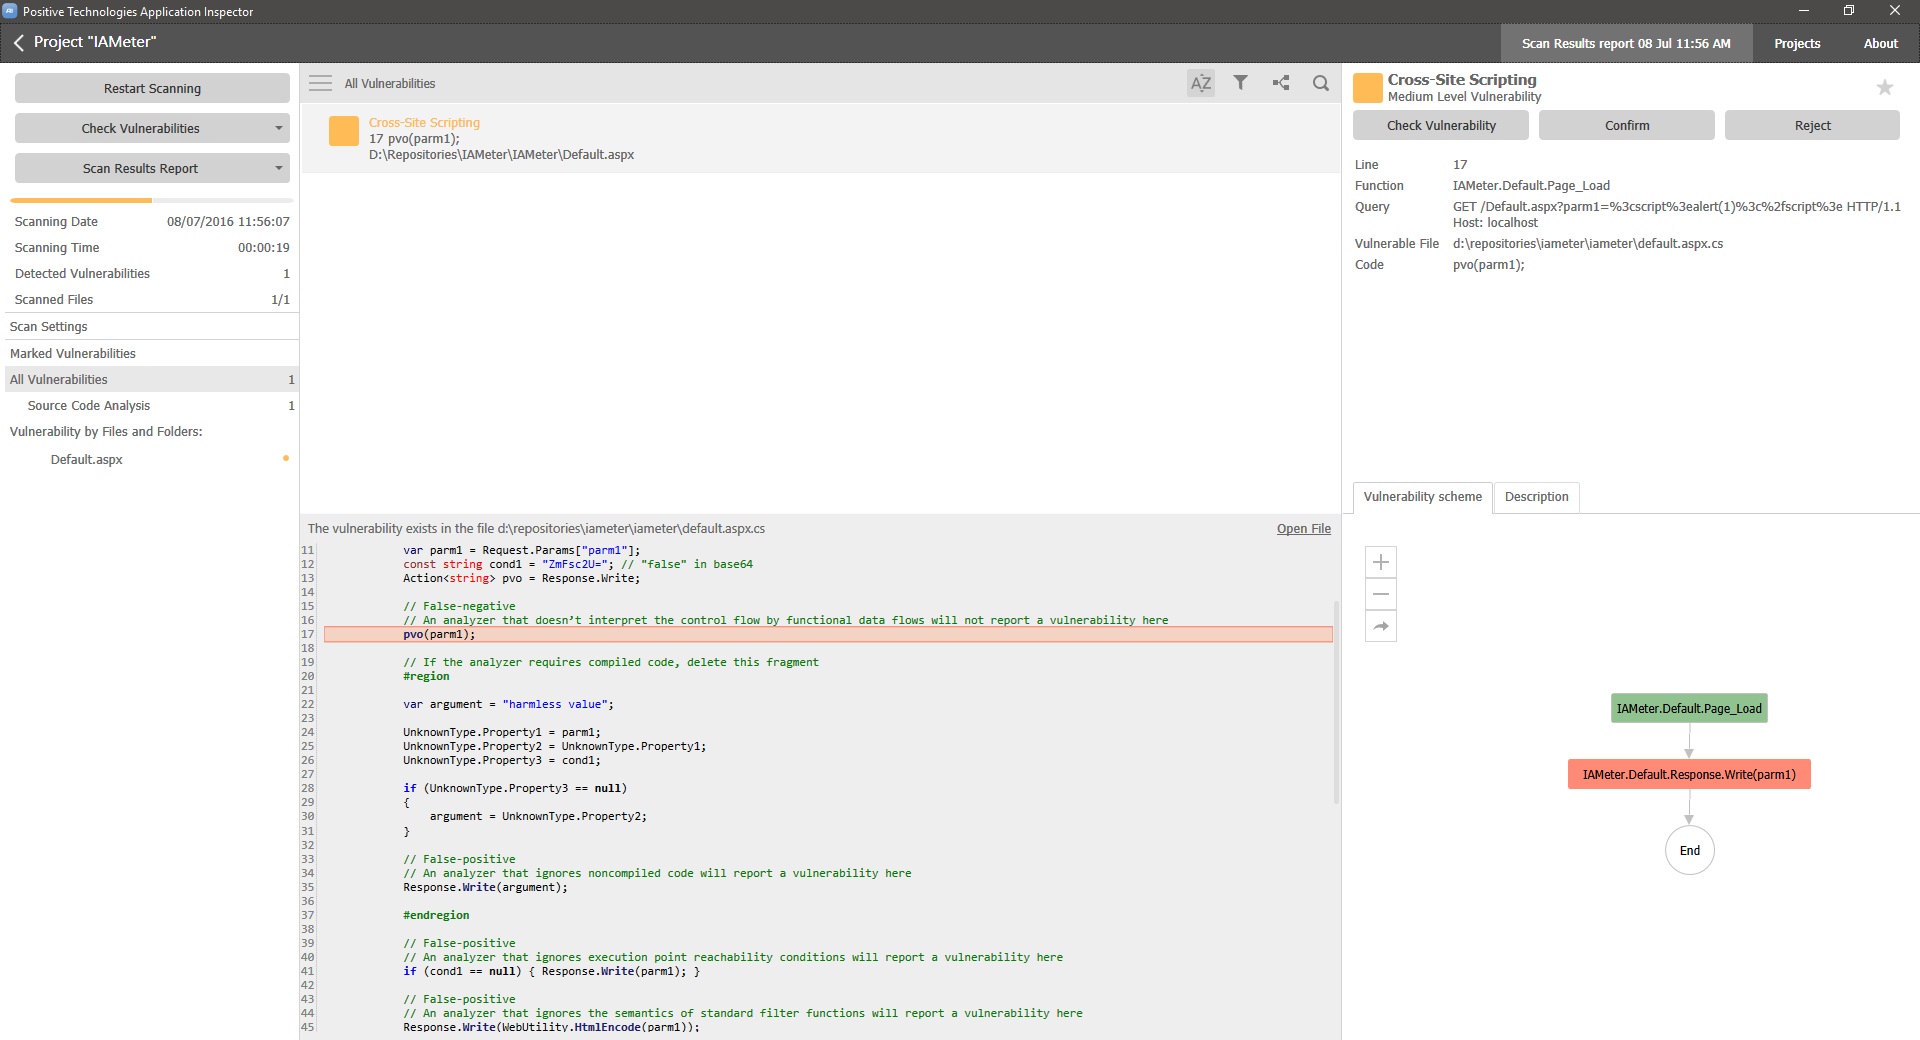 Positive Technologies Application Inspector
Project "IAMeter"
Scan Results report 08 Jul 11:56 AM
Projects
About
Restart Scanning
Check Vulnerabilities
Scan Results Report
Scanning Date 08/07/2016 11:56:07
Scanning Time 00:00:19
Detected Vulnerabilities 1
Scanned Files 1/1
Scan Settings
Marked Vulnerabilities
All Vulnerabilities 1
Source Code Analysis 1
Vulnerability by Files and Folders:
Default.aspx
All Vulnerabilities
AZ
Cross-Site Scripting
17 pvo(parm1);
D:\Repositories\IAMeter\IAMeter\Default.aspx
The vulnerability exists in the file d:\repositories\iameter\iameter\default.aspx.cs
Open File
11 var parm1 = Request.Params["parm1"];
12 const string cond1 = "ZmFsc2U="; // "false" in base64
13 Action<string> pvo = Response.Write;
14
15 // False-negative
16 // An analyzer that doesn't interpret the control flow by functional data flows will not report a vulnerability here
17 pvo(parm1);
18
19 // If the analyzer requires compiled code, delete this fragment
20 #region
21
22 var argument = "harmless value";
23
24 UnknownType.Property1 = parm1;
25 UnknownType.Property2 = UnknownType.Property1;
26 UnknownType.Property3 = cond1;
27
28 if (UnknownType.Property3 == null)
29 {
30 argument = UnknownType.Property2;
31 }
32
33 // False-positive
34 // An analyzer that ignores noncompiled code will report a vulnerability here
35 Response.Write(argument);
36
37 #endregion
38
39 // False-positive
40 // An analyzer that ignores execution point reachability conditions will report a vulnerability here
41 if (cond1 == null) { Response.Write(parm1); }
42
43 // False-positive
44 // An analyzer that ignores the semantics of standard filter functions will report a vulnerability here
45 Response.Write(WebUtility.HtmlEncode(parm1));
Cross-Site Scripting
Medium Level Vulnerability
Check Vulnerability
Confirm
Reject
Line 17
Function IAMeter.Default.Page_Load
Query GET /Default.aspx?parm1=%3cscript%3ealert(1)%3c%2fscript%3e HTTP/1.1
Host: localhost
Vulnerable File d:\repositories\iameter\iameter\default.aspx.cs
Code pvo(parm1);
Vulnerability scheme
Description
IAMeter.Default.Page_Load
IAMeter.Default.Response.Write(parm1)
End